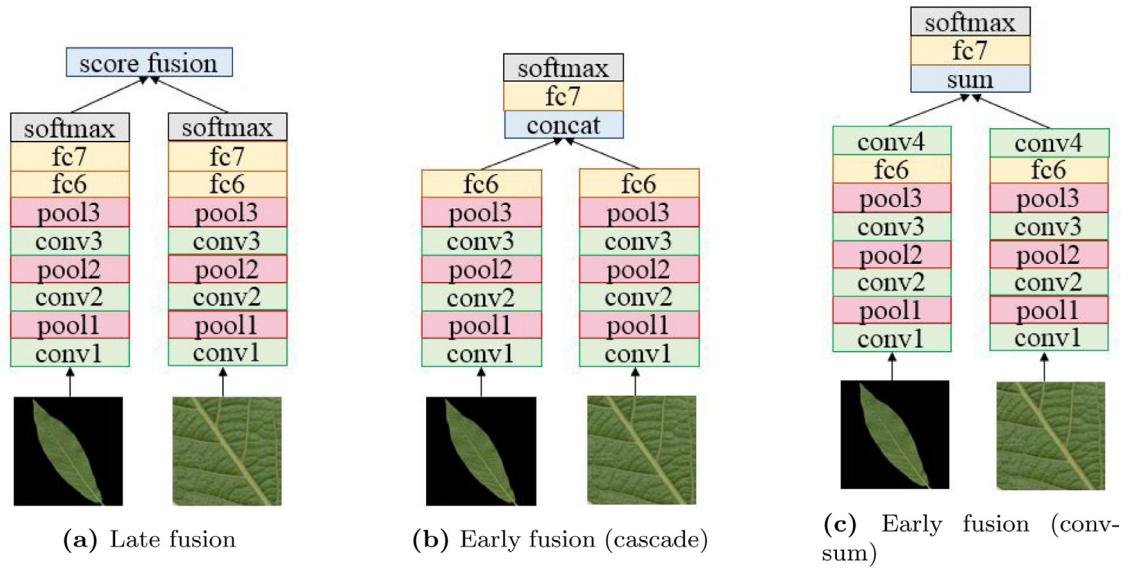 score fusion
softmax
fc7
fc6
pool3
conv3
pool2
conv2
pool1
conv1
softmax
fc7
fc6
pool3
conv3
pool2
conv2
pool1
conv1
(a) Late fusion
softmax
fc7
concat
fc6
pool3
conv3
pool2
conv2
pool1
conv1
fc6
pool3
conv3
pool2
conv2
pool1
conv1
(b) Early fusion (cascade)
softmax
fc7
sum
conv4
fc6
pool3
conv3
pool2
conv2
pool1
conv1
conv4
fc6
pool3
conv3
pool2
conv2
pool1
conv1
(c) Early fusion (conv-
sum)